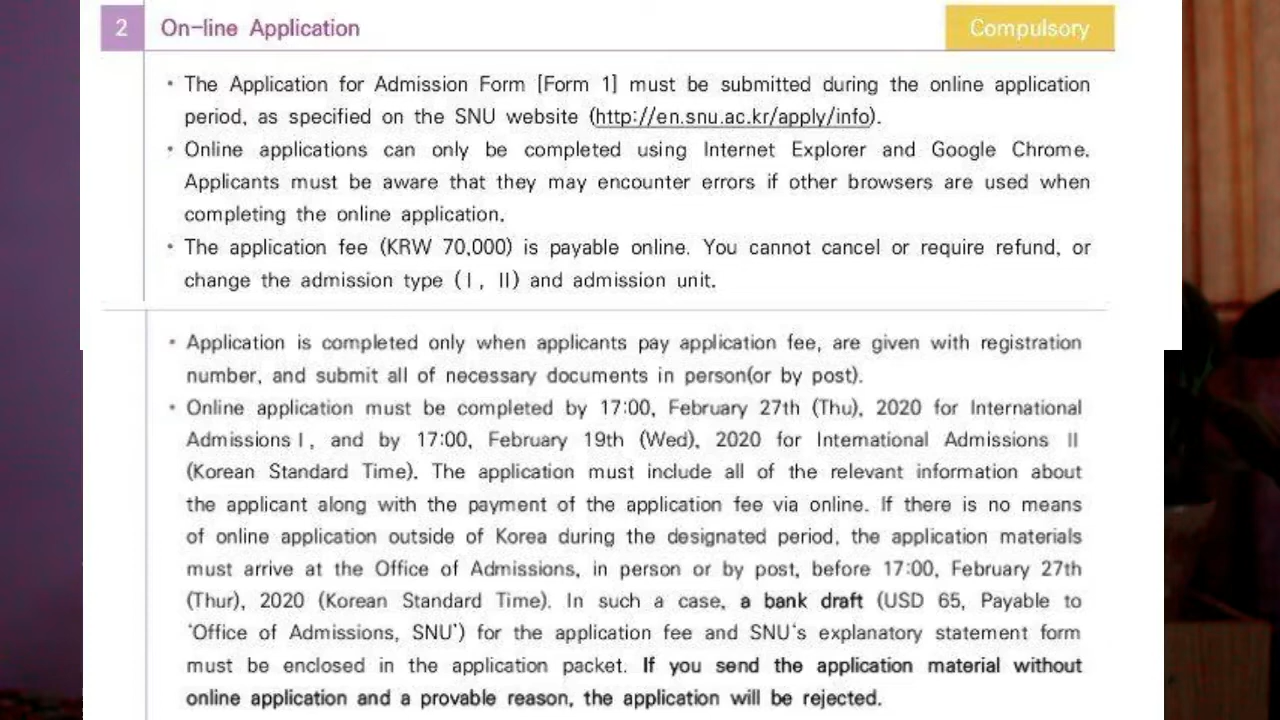 2 On-line Application Compulsory
• The Application for Admission Form [Form 1] must be submitted during the online application
period, as specified on the SNU website (http://en.snu.ac.kr/apply/info).
• Online applications can only be completed using Internet Explorer and Google Chrome.
Applicants must be aware that they may encounter errors if other browsers are used when
completing the online application.
• The application fee (KRW 70,000) is payable online. You cannot cancel or require refund, or
change the admission type (Ⅰ, Ⅱ) and admission unit.
• Application is completed only when applicants pay application fee, are given with registration
number, and submit all of necessary documents in person(or by post).
• Online application must be completed by 17:00, February 27th (Thu), 2020 for International
Admissions Ⅰ, and by 17:00, February 19th (Wed), 2020 for International Admissions Ⅱ
(Korean Standard Time). The application must include all of the relevant information about
the applicant along with the payment of the application fee via online. If there is no means
of online application outside of Korea during the designated period, the application materials
must arrive at the Office of Admissions, in person or by post, before 17:00, February 27th
(Thur), 2020 (Korean Standard Time). In such a case, a bank draft (USD 65, Payable to
'Office of Admissions, SNU') for the application fee and SNU's explanatory statement form
must be enclosed in the application packet. If you send the application material without
online application and a provable reason, the application will be rejected.